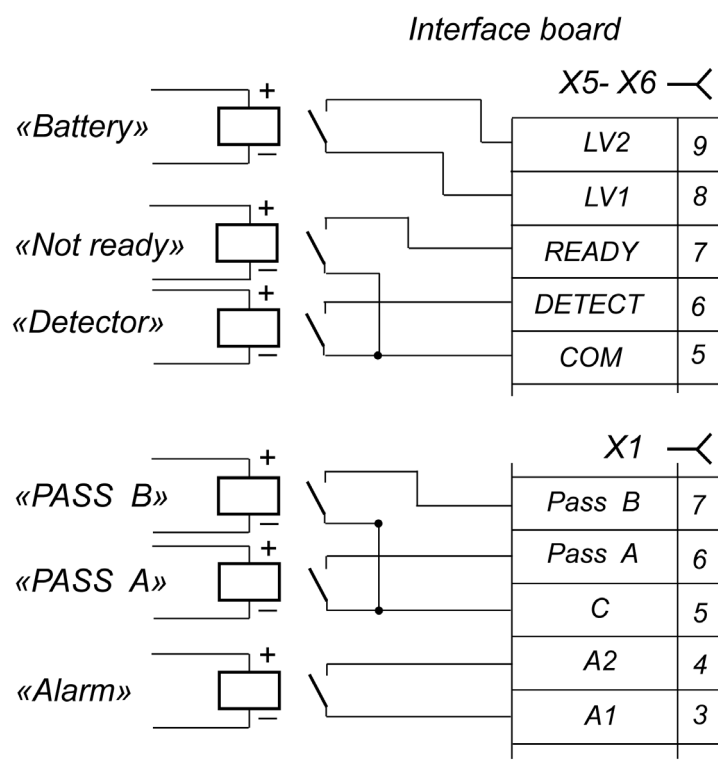 Interface board
X5- X6
+
«Battery»
LV2 9
−
LV1 8
+
«Not ready»
READY 7
−
+
DETECT 6
«Detector»
−
COM 5
X1
+
«PASS B»
Pass B 7
−
+
Pass A 6
«PASS A»
−
C 5
+
A2 4
«Alarm»
−
A1 3